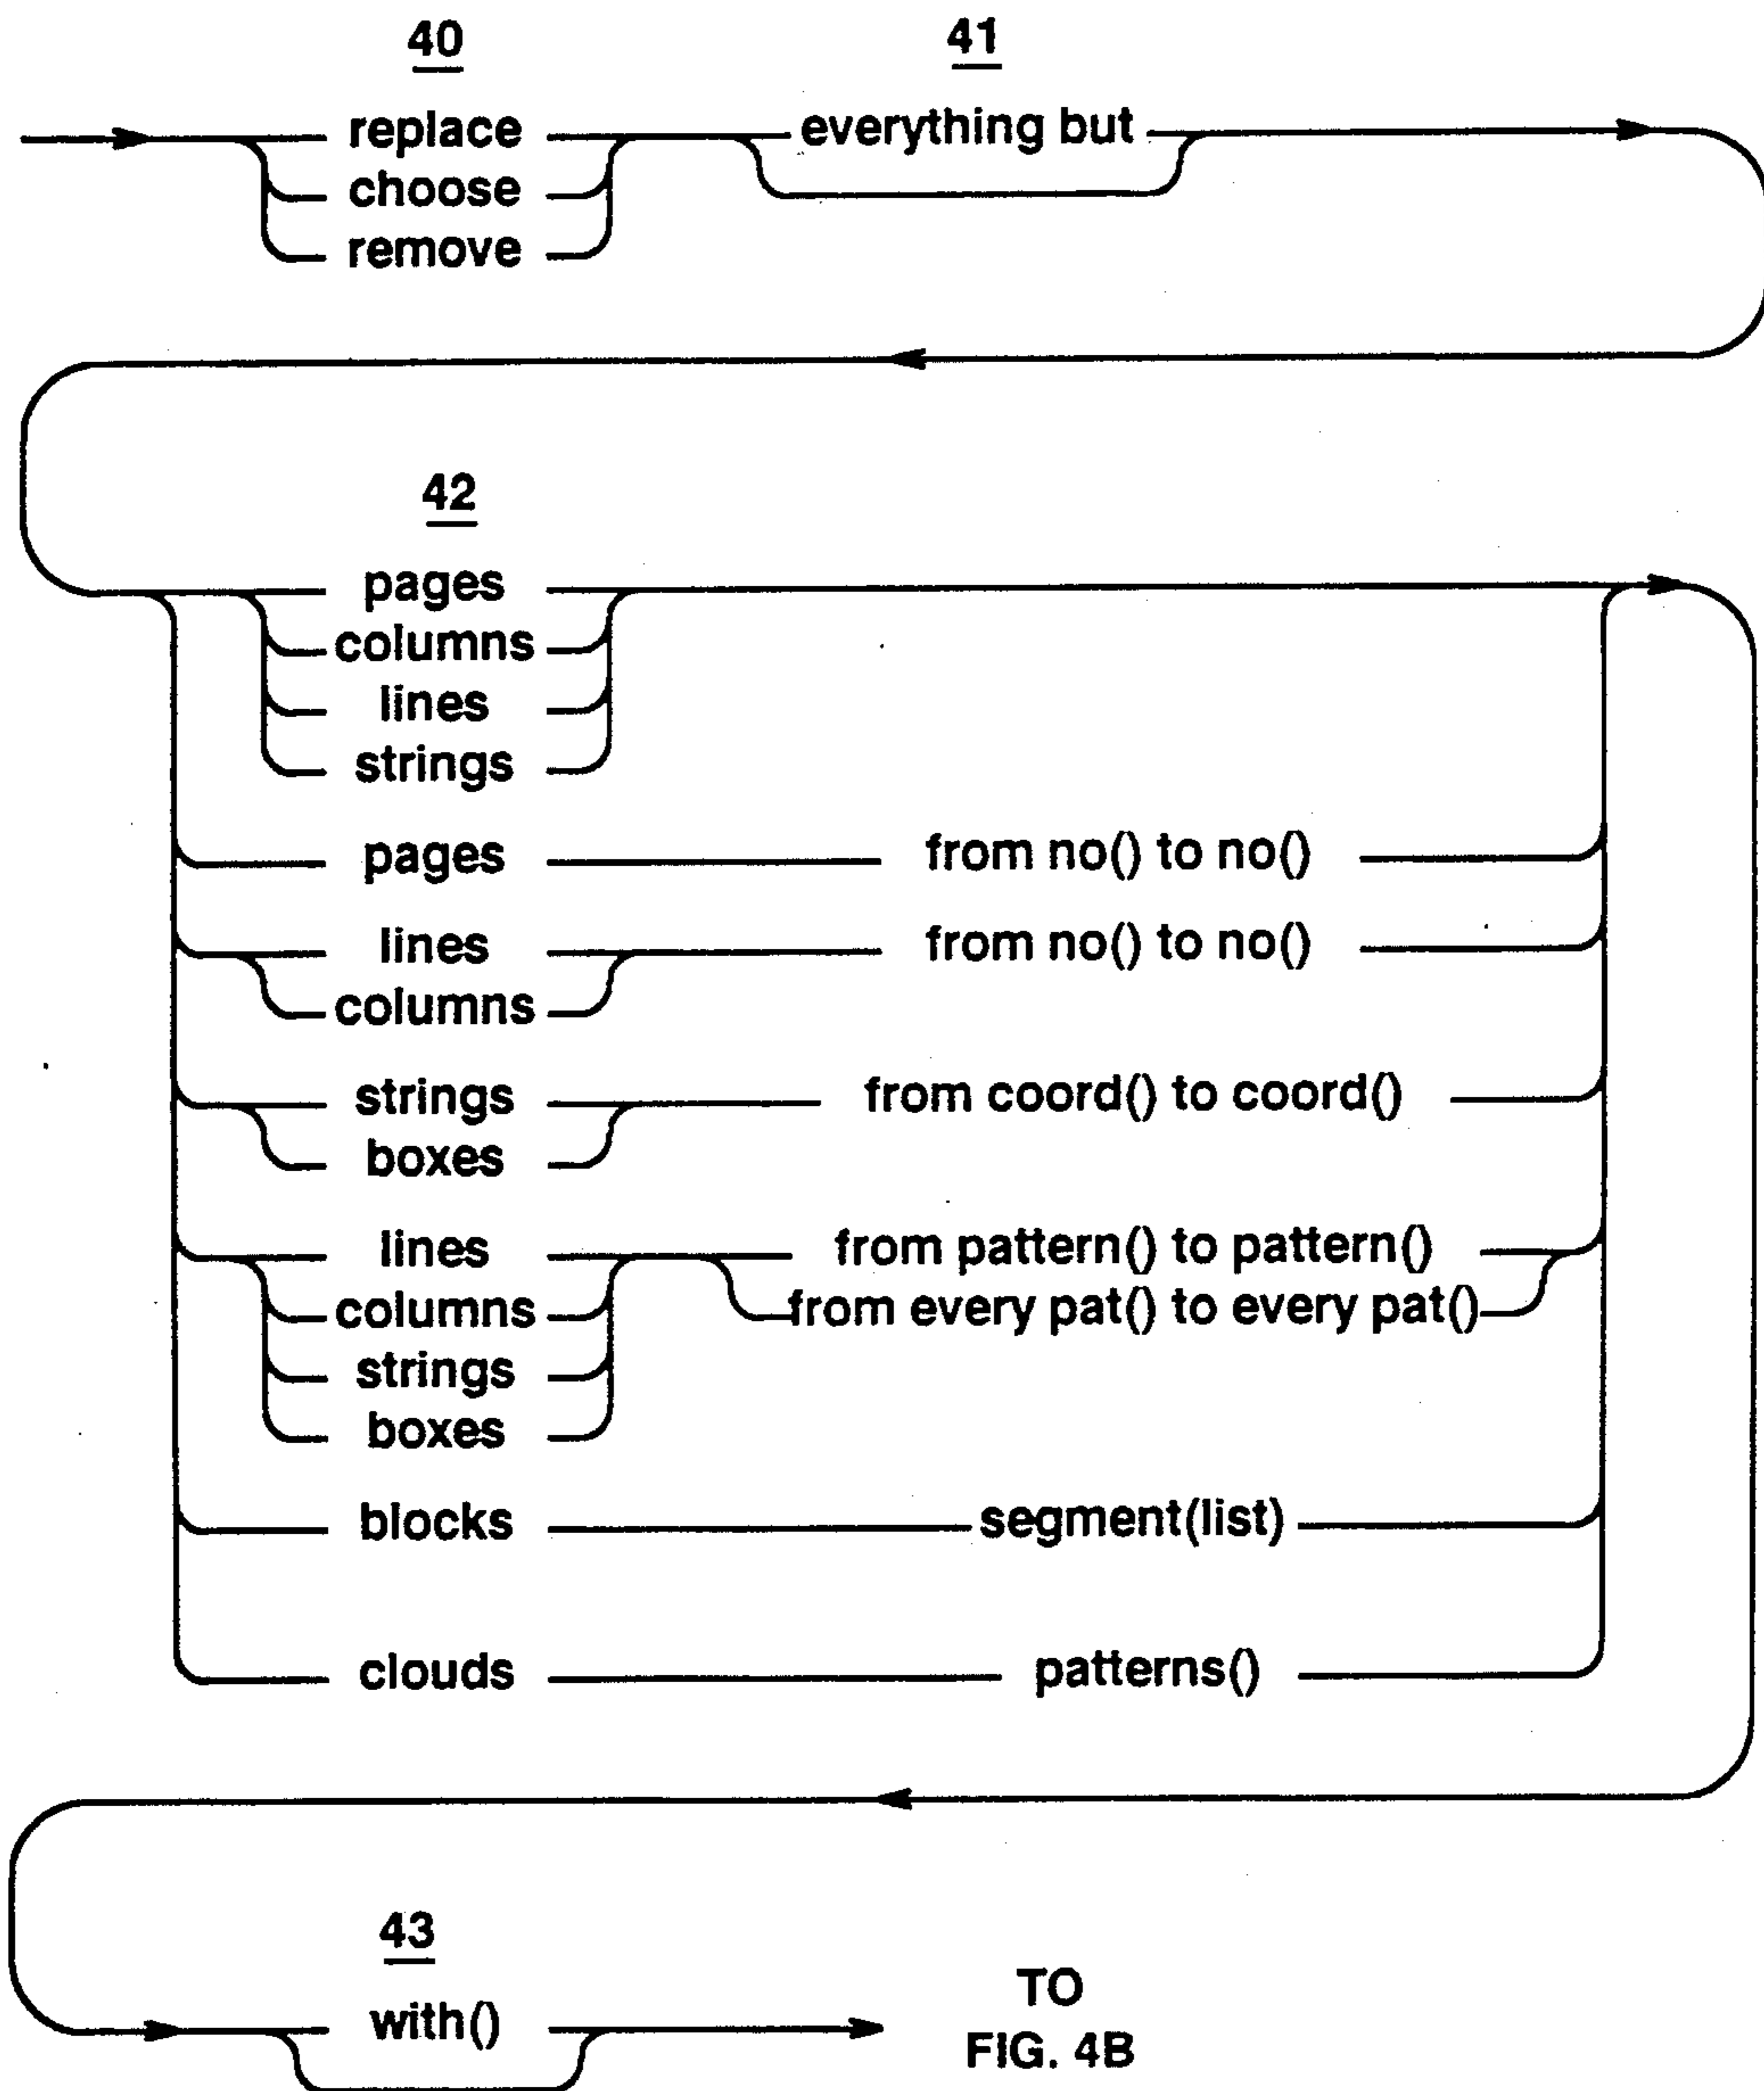 40 41
replace everything but
choose
remove
42
pages
columns
lines
strings
pages from no() to no()
lines from no() to no()
columns
strings from coord() to coord()
boxes
lines from pattern() to pattern()
columns from every pat() to every pat()
strings
boxes
blocks segment(list)
clouds patterns()
43
with()
TO
FIG. 4B